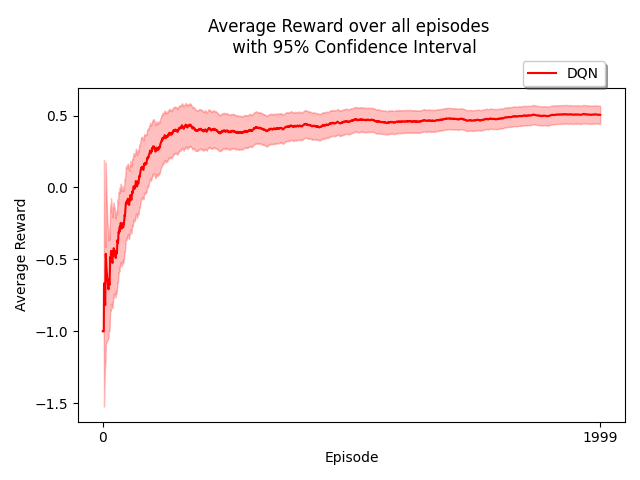 Average Reward over all episodes
with 95% Confidence Interval
DQN
0.5
0.0
−0.5
−1.0
−1.5
Average Reward
0
1999
Episode